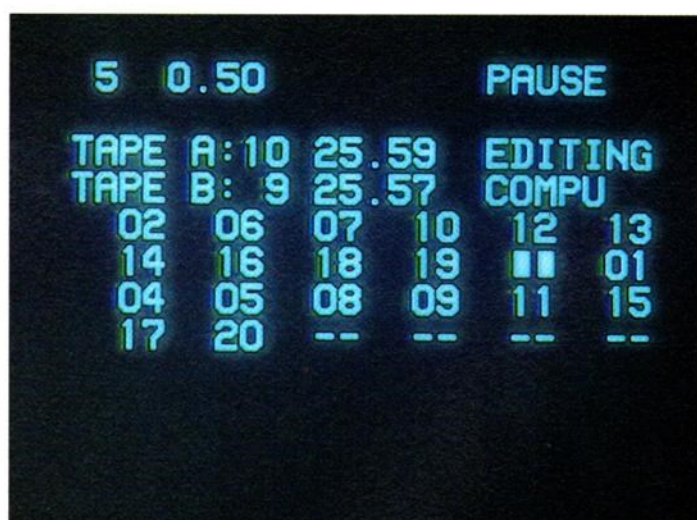 5 0.50 PAUSE
TAPE A:10 25.59 EDITING
TAPE B: 9 25.57 COMPU
02 06 07 10 12 13
14 16 18 19 ▮▮ 01
04 05 08 09 11 15
17 20 -- -- -- --